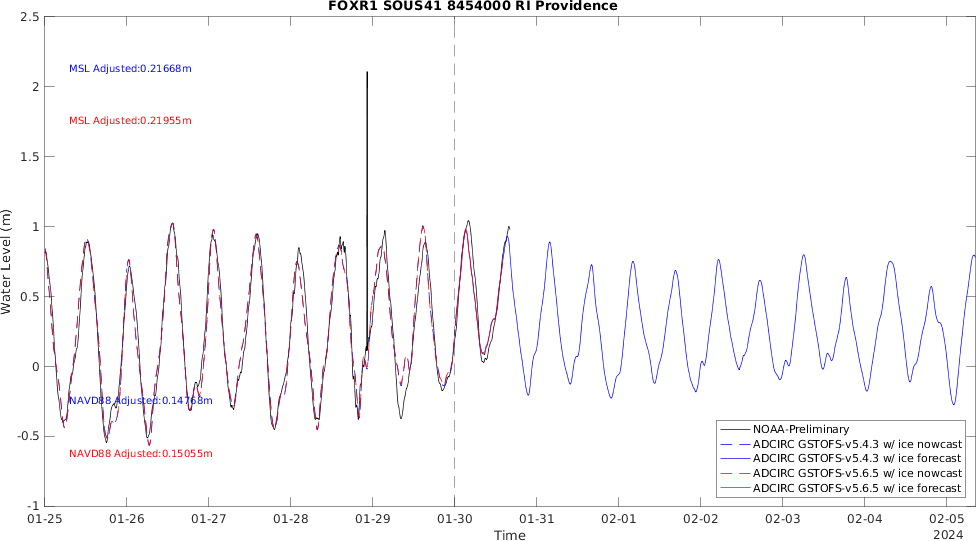 FOXR1 SOUS41 8454000 RI Providence
2.5
2
1.5
1
0.5
0
-0.5
-1
Water Level (m)
MSL Adjusted:0.21668m
MSL Adjusted:0.21955m
NAVD88 Adjusted:0.14768m
NAVD88 Adjusted:0.15055m
NOAA-Preliminary
ADCIRC GSTOFS-v5.4.3 w/ ice nowcast
ADCIRC GSTOFS-v5.4.3 w/ ice forecast
ADCIRC GSTOFS-v5.6.5 w/ ice nowcast
ADCIRC GSTOFS-v5.6.5 w/ ice forecast
01-25 01-26 01-27 01-28 01-29 01-30 01-31 02-01 02-02 02-03 02-04 02-05
2024
Time